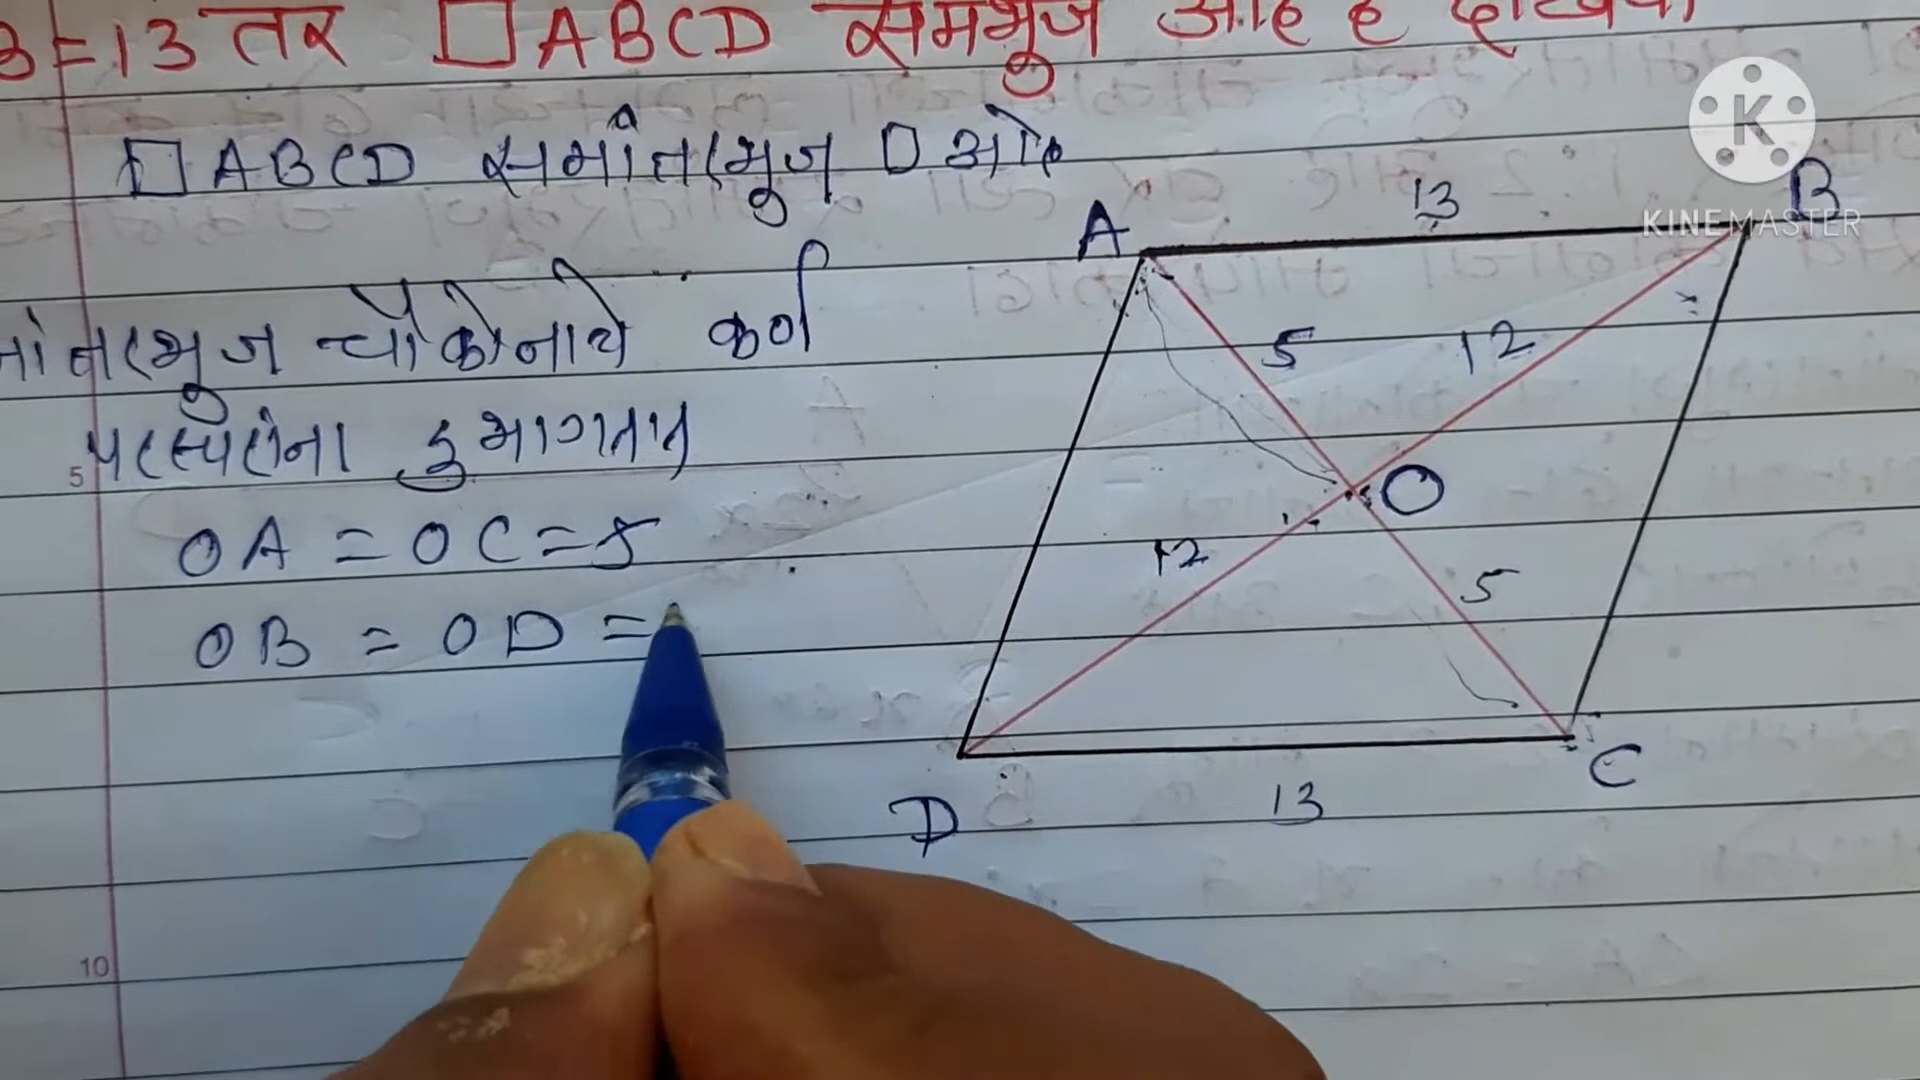 B=13 तर □ABCD समभुज आहे हे दाखवा
□ABCD समांतरभुज □ आहे
समांतरभुज चौकोनाचे कर्ण
परस्परांना दुभागतात
OA = OC = 5
OB = OD =
A
13
B
5
12
O
12
5
D
13
C
K
KINEMASTER
5
10